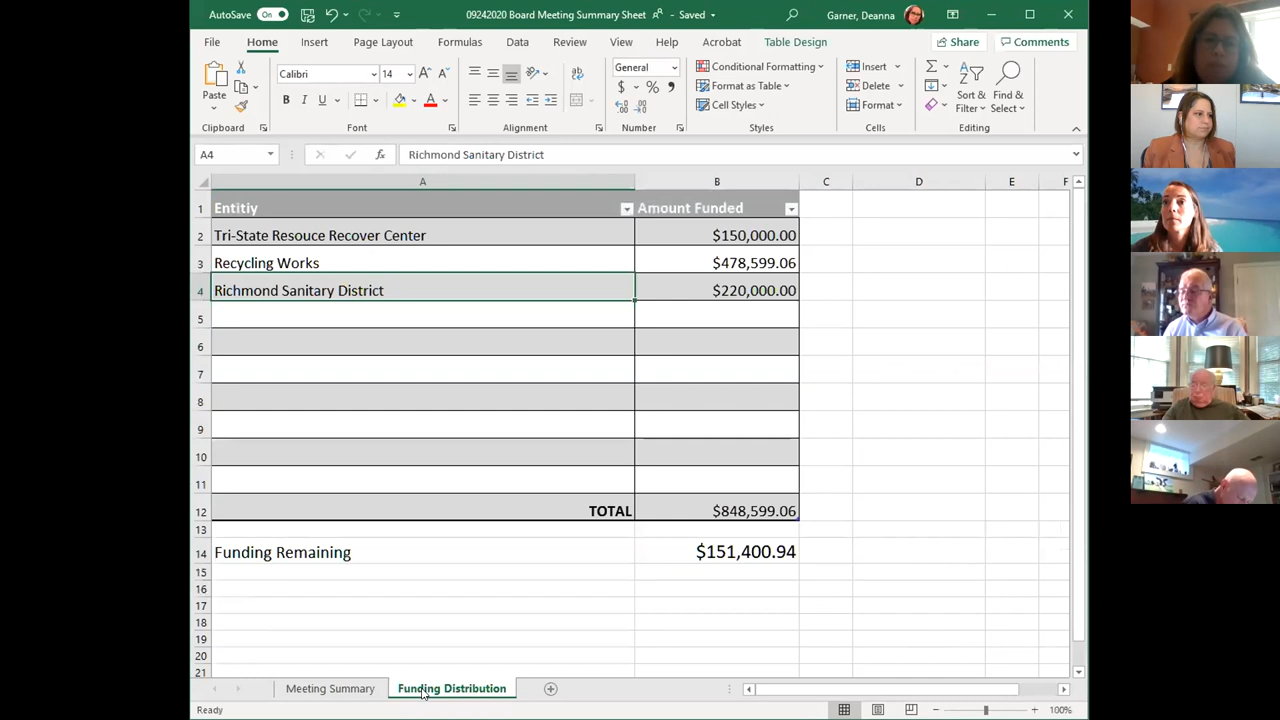 AutoSave On 09242020 Board Meeting Summary Sheet - Saved Garner, Deanna
File Home Insert Page Layout Formulas Data Review View Help Acrobat Table Design Share Comments
Calibri 14 General Conditional Formatting Insert
Paste B I U $ % Format as Table Delete Sort & Find &
Cell Styles Format Filter Select
Clipboard Font Alignment Number Styles Cells Editing
A4 fx Richmond Sanitary District
A B C D E F
1 Entitiy Amount Funded
2 Tri-State Resouce Recover Center $150,000.00
3 Recycling Works $478,599.06
4 Richmond Sanitary District $220,000.00
5
6
7
8
9
10
11
12 TOTAL $848,599.06
13
14 Funding Remaining $151,400.94
15
16
17
18
19
20
21
Meeting Summary Funding Distribution
Ready 100%